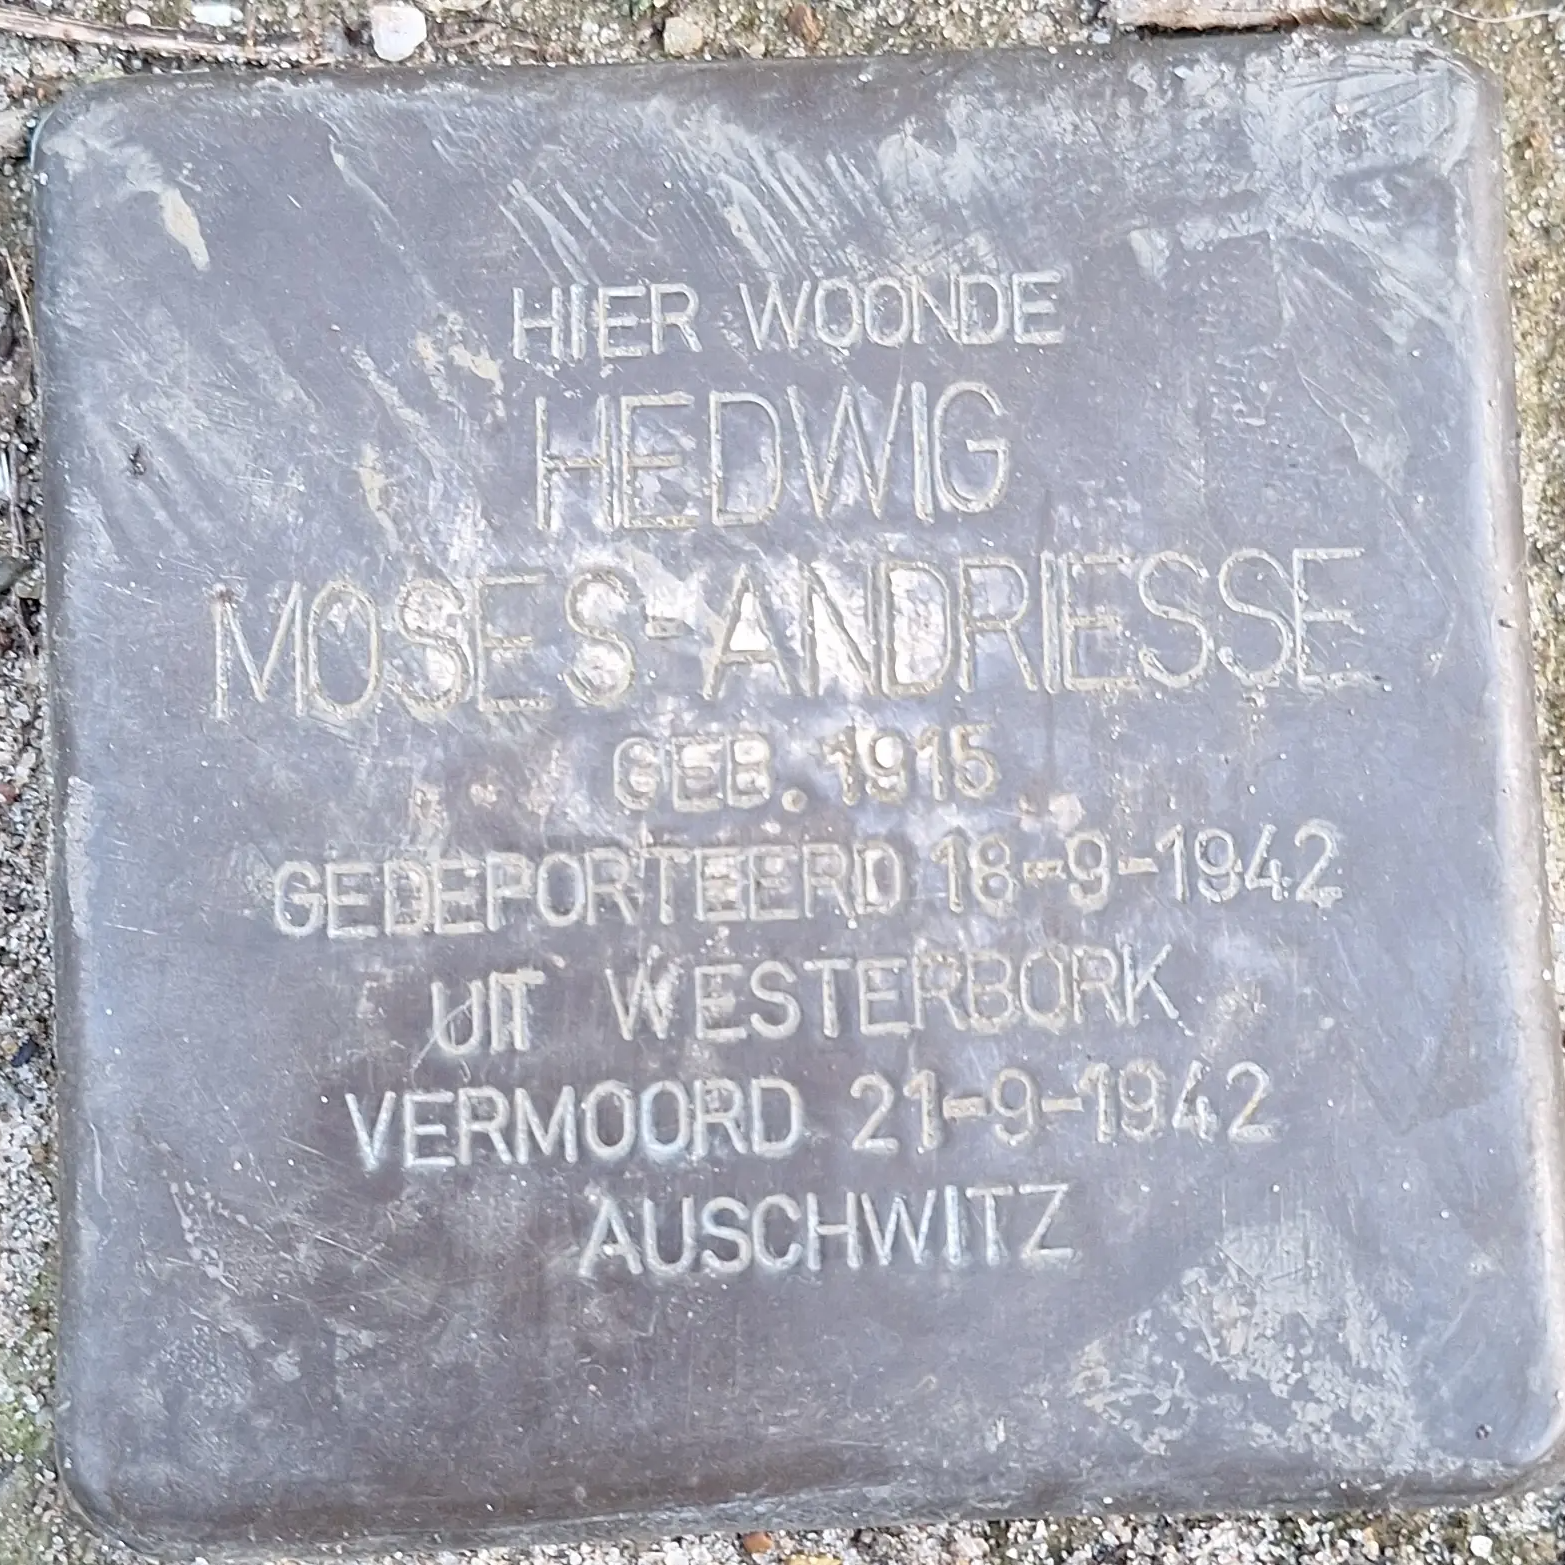 HIER WOONDE
HEDWIG
MOSES-ANDRIESSE
GEB. 1915
GEDEPORTEERD 18-9-1942
UIT WESTERBORK
VERMOORD 21-9-1942
AUSCHWITZ